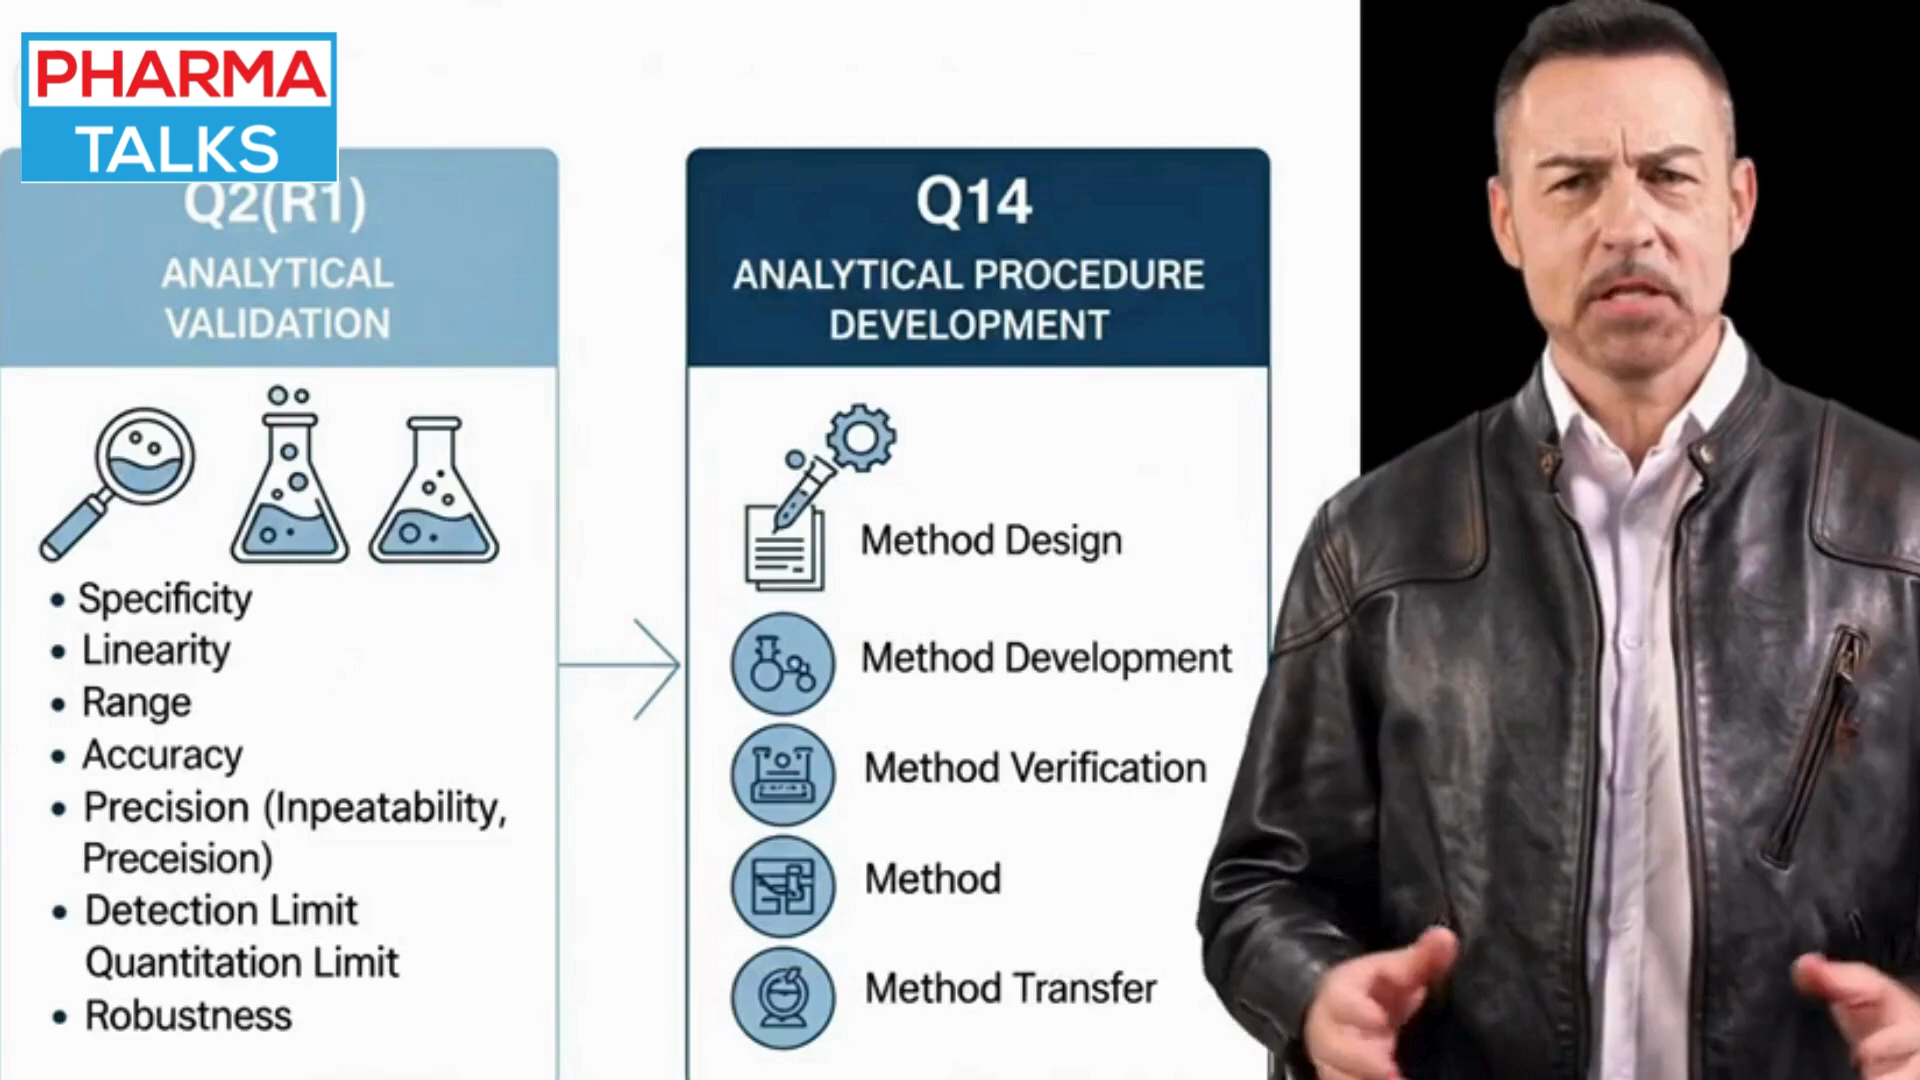 PHARMA
TALKS
Q2(R1)
ANALYTICAL
VALIDATION
• Specificity
• Linearity
• Range
• Accuracy
• Precision (Inpeatability,
Preceision)
• Detection Limit
Quantitation Limit
• Robustness
Q14
ANALYTICAL PROCEDURE
DEVELOPMENT
Method Design
Method Development
Method Verification
Method
Method Transfer